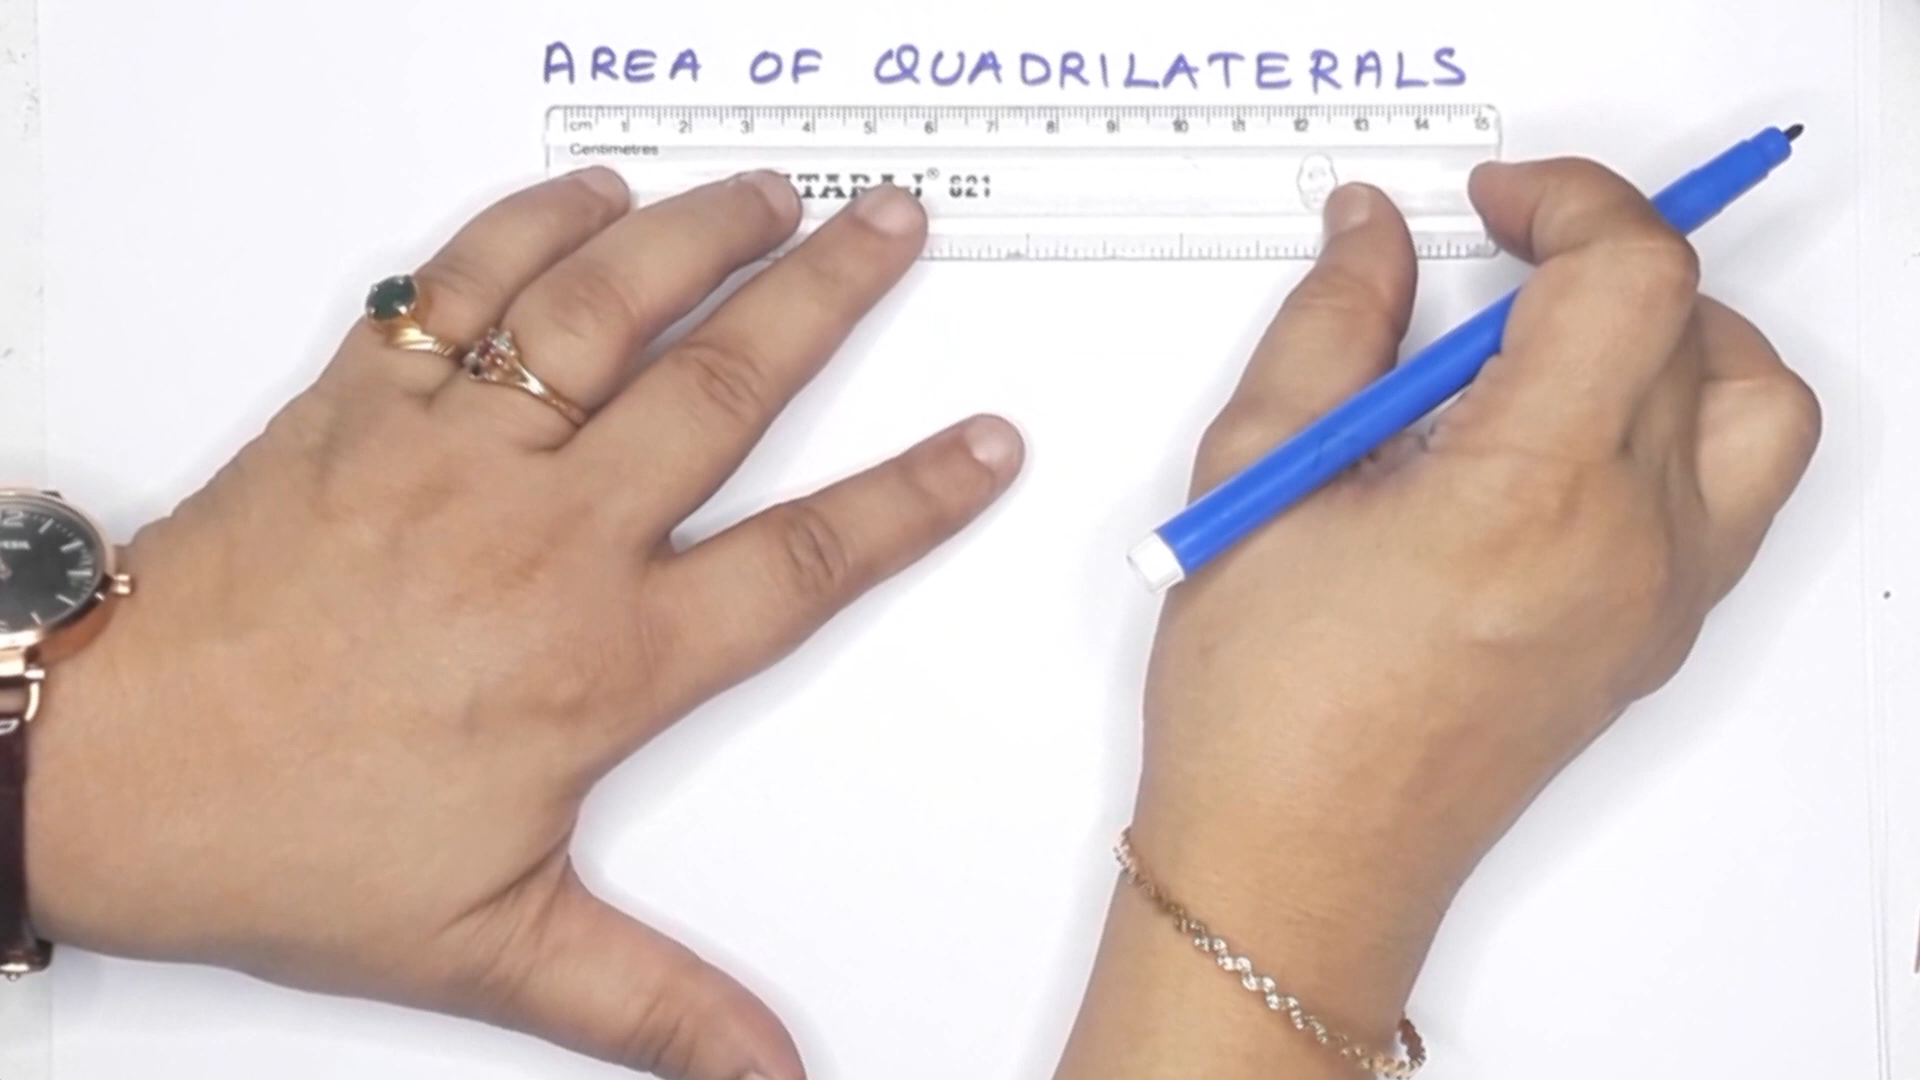 AREA OF QUADRILATERALS
cm 1 2 3 4 5 6 7 8 9 10 11 12 13 14 15
Centimetres
® 621